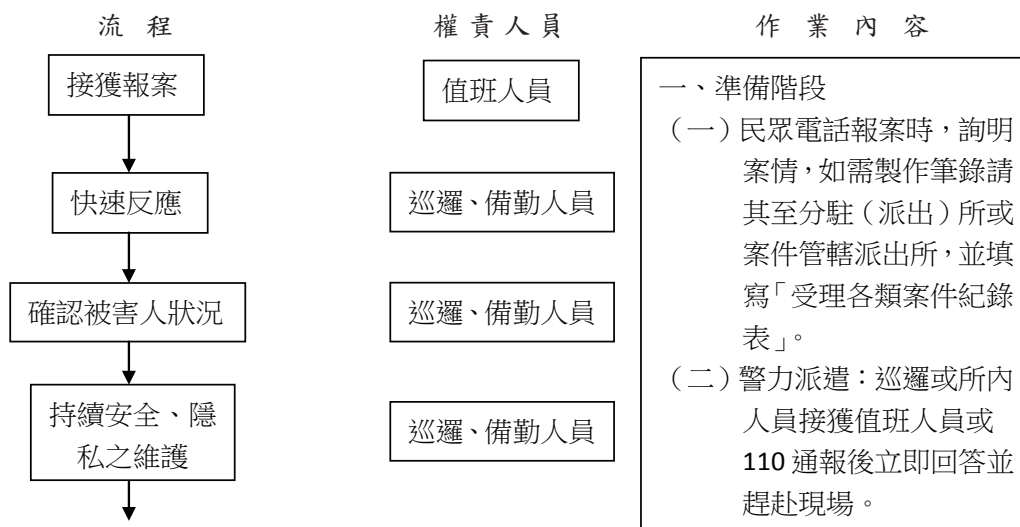 流程 權責人員 作業內容
接獲報案
快速反應
確認被害人狀況
持續安全、隱
私之維護
值班人員
巡邏、備勤人員
巡邏、備勤人員
巡邏、備勤人員
一、準備階段
（一）民眾電話報案時，詢明
案情，如需製作筆錄請
其至分駐（派出）所或
案件管轄派出所，並填
寫「受理各類案件紀錄
表」。
（二）警力派遣：巡邏或所內
人員接獲值班人員或
110 通報後立即回答並
趕赴現場。